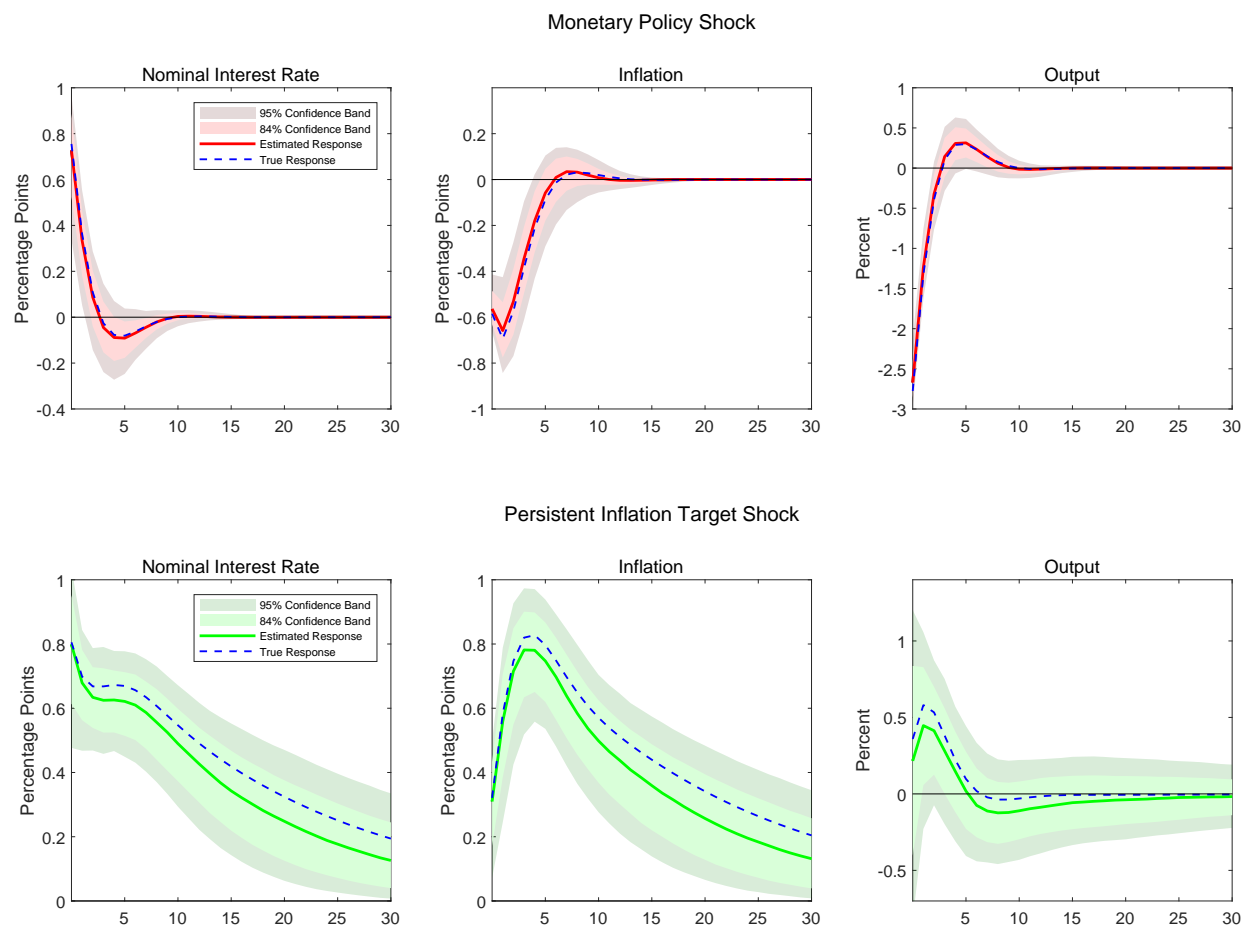 Monetary Policy Shock
Nominal Interest Rate
Inflation
Output
Percentage Points
1
0.8
0.6
0.4
0.2
0
-0.2
-0.4
5 10 15 20 25 30
95% Confidence Band
84% Confidence Band
Estimated Response
True Response
Percentage Points
0.2
0
-0.2
-0.4
-0.6
-0.8
-1
5 10 15 20 25 30
Percent
1
0.5
0
-0.5
-1
-1.5
-2
-2.5
-3
5 10 15 20 25 30
Persistent Inflation Target Shock
Nominal Interest Rate
Inflation
Output
Percentage Points
1
0.8
0.6
0.4
0.2
0
5 10 15 20 25 30
95% Confidence Band
84% Confidence Band
Estimated Response
True Response
Percentage Points
1
0.8
0.6
0.4
0.2
0
5 10 15 20 25 30
Percent
1
0.5
0
-0.5
5 10 15 20 25 30